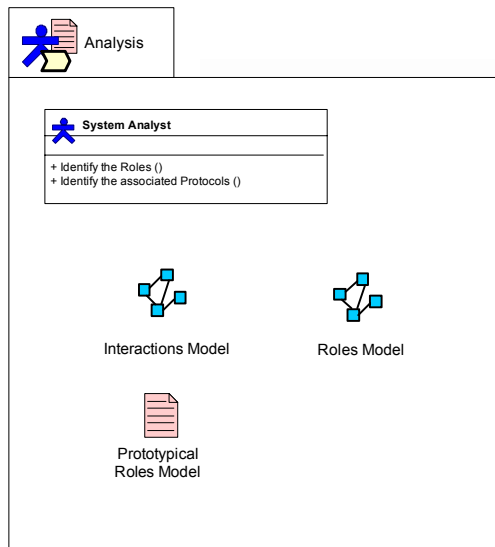 Analysis
System Analyst
+ Identify the Roles ()
+ Identify the associated Protocols ()
Interactions Model
Roles Model
Prototypical
Roles Model